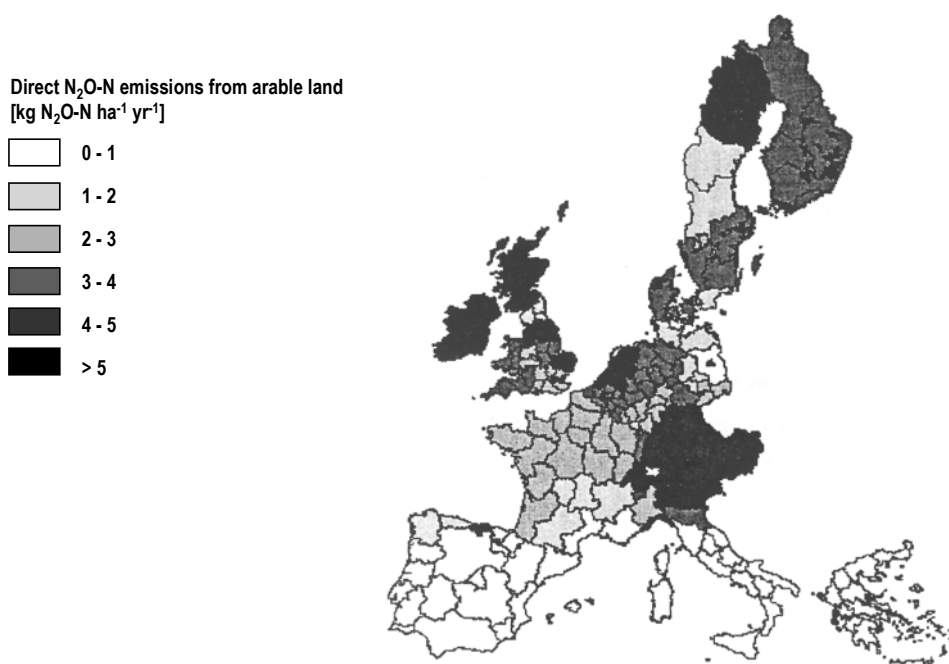 Direct N₂O-N emissions from arable land
[kg N₂O-N ha⁻¹ yr⁻¹]
0 - 1
1 - 2
2 - 3
3 - 4
4 - 5
> 5